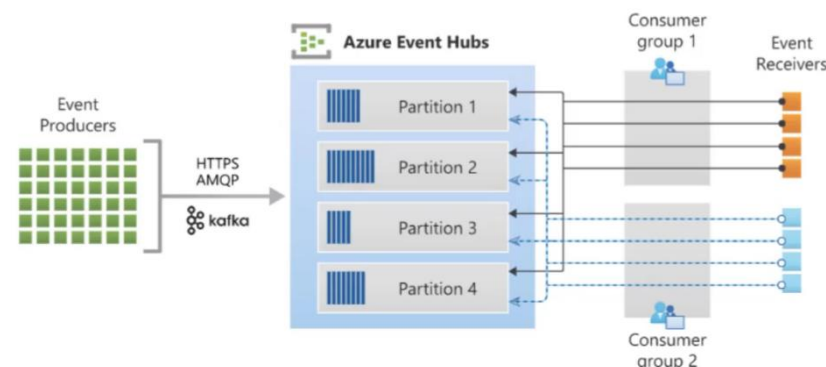 Azure Event Hubs
Event
Producers
HTTPS
AMQP
kafka
Partition 1
Partition 2
Partition 3
Partition 4
Consumer
group 1
Event
Receivers
Consumer
group 2